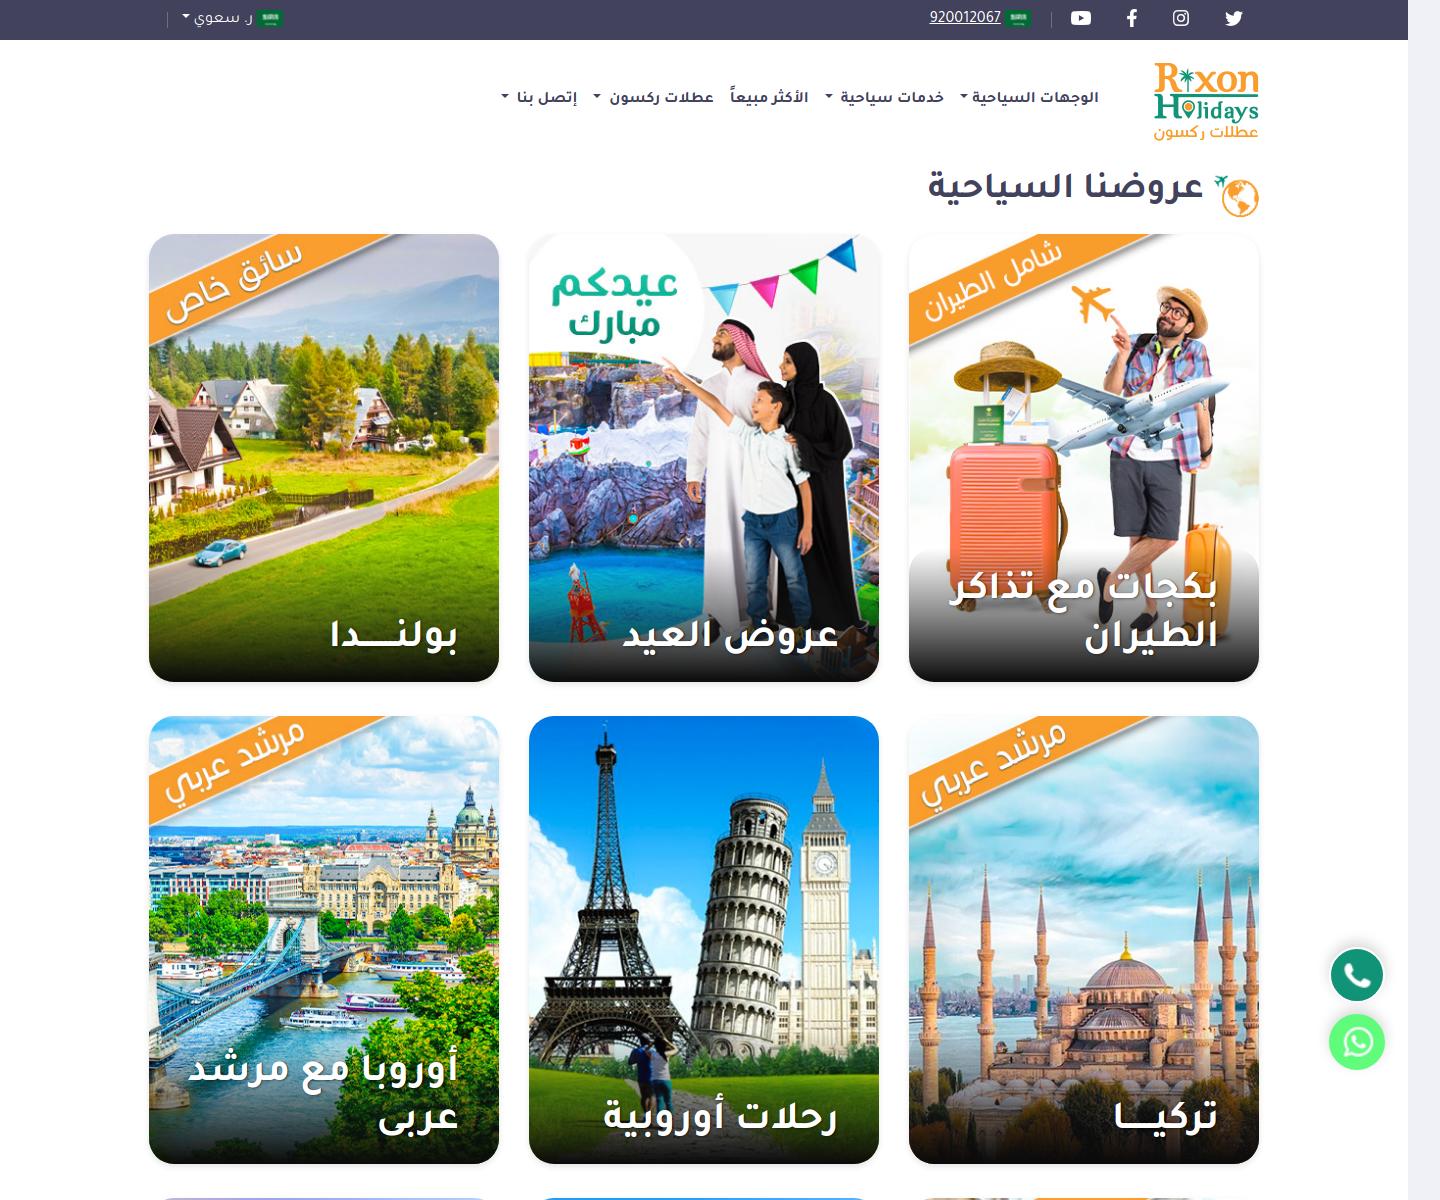 920012067
ر. سعوي
Rixon
Holidays
عطلات ركسون
الوجهات السياحية
خدمات سياحية
الأكثر مبيعاً
عطلات ركسون
إتصل بنا
عروضنا السياحية
شامل الطيران
بكجات مع تذاكر
الطيران
عيدكم
مبارك
عروض العيد
سائق خاص
بولنــــدا
مرشد عربي
تركيــــا
رحلات أوروبية
مرشد عربي
أوروبا مع مرشد
عربى